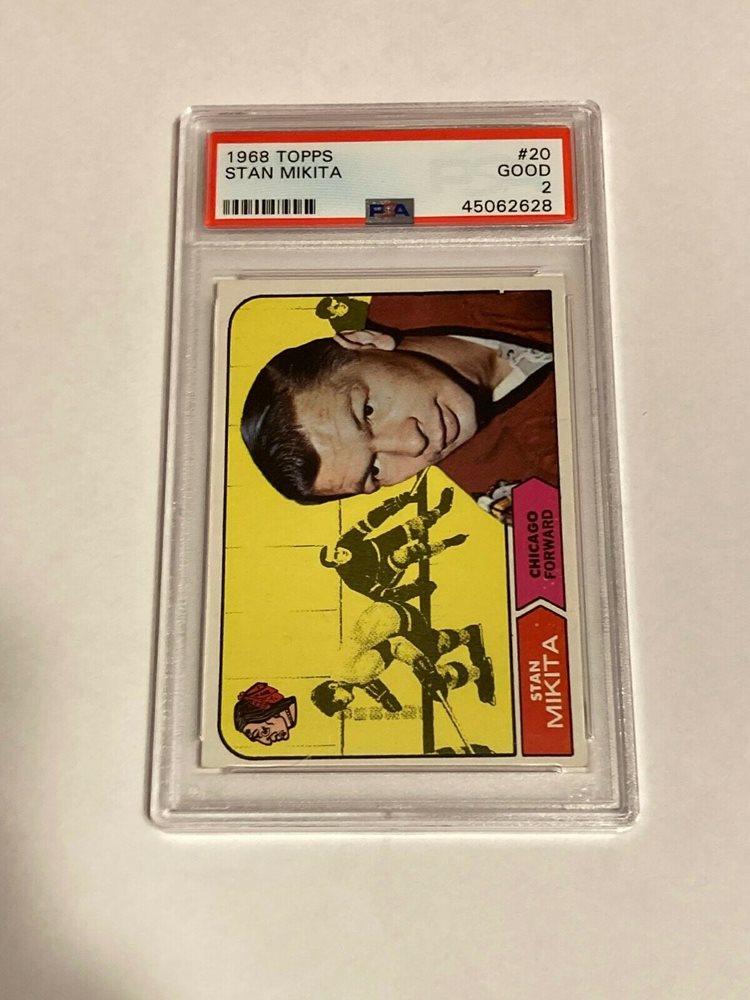 1968 TOPPS
STAN MIKITA
#20
GOOD
2
PSA
45062628
CHICAGO
FORWARD
STAN
MIKITA